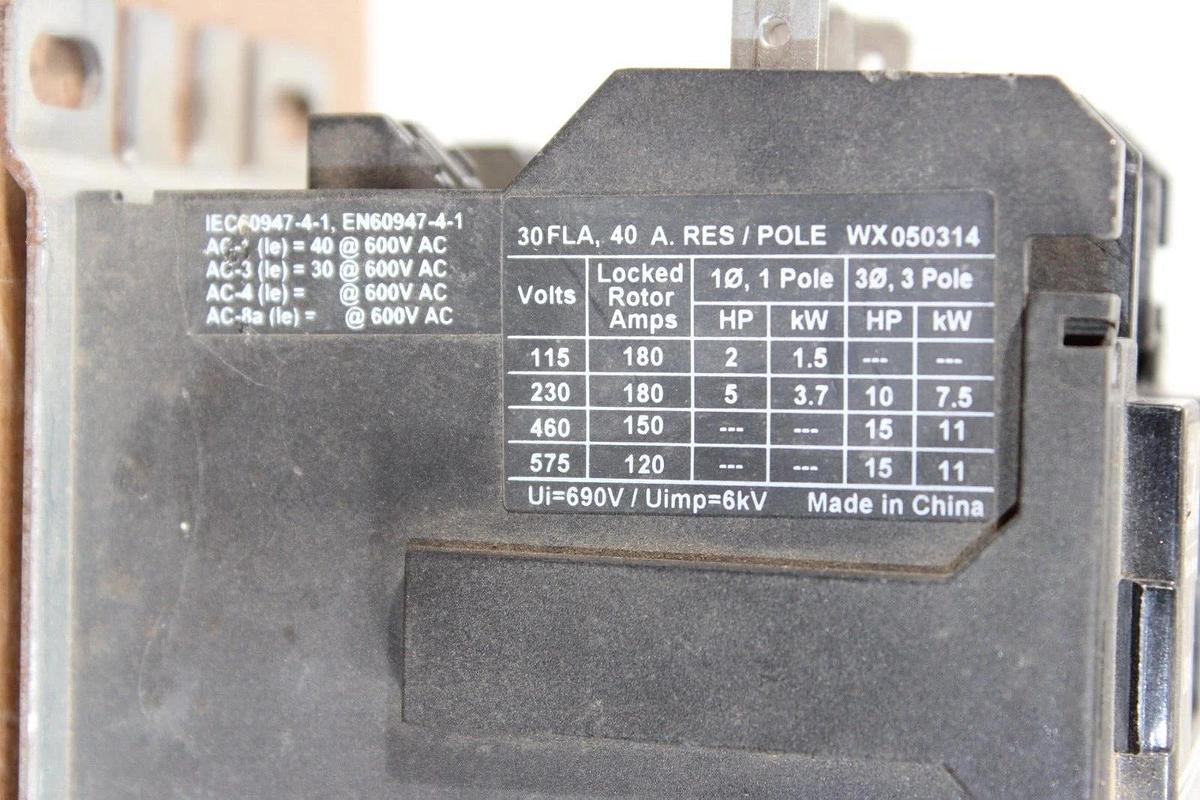 IEC60947-4-1, EN60947-4-1
AC-1 (Ie) = 40 @ 600V AC
AC-3 (Ie) = 30 @ 600V AC
AC-4 (Ie) = @ 600V AC
AC-8a (Ie) = @ 600V AC
30 FLA, 40 A. RES / POLE WX050314
Volts Locked Rotor Amps 1Ø, 1 Pole 3Ø, 3 Pole
HP kW HP kW
115 180 2 1.5 --- ---
230 180 5 3.7 10 7.5
460 150 --- --- 15 11
575 120 --- --- 15 11
Ui=690V / Uimp=6kV Made in China